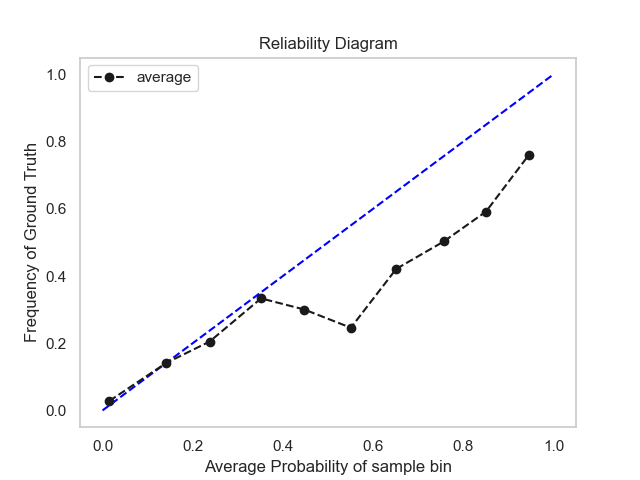 Reliability Diagram
average
1.0
0.8
0.6
0.4
0.2
0.0
Frequency of Ground Truth
0.0 0.2 0.4 0.6 0.8 1.0
Average Probability of sample bin